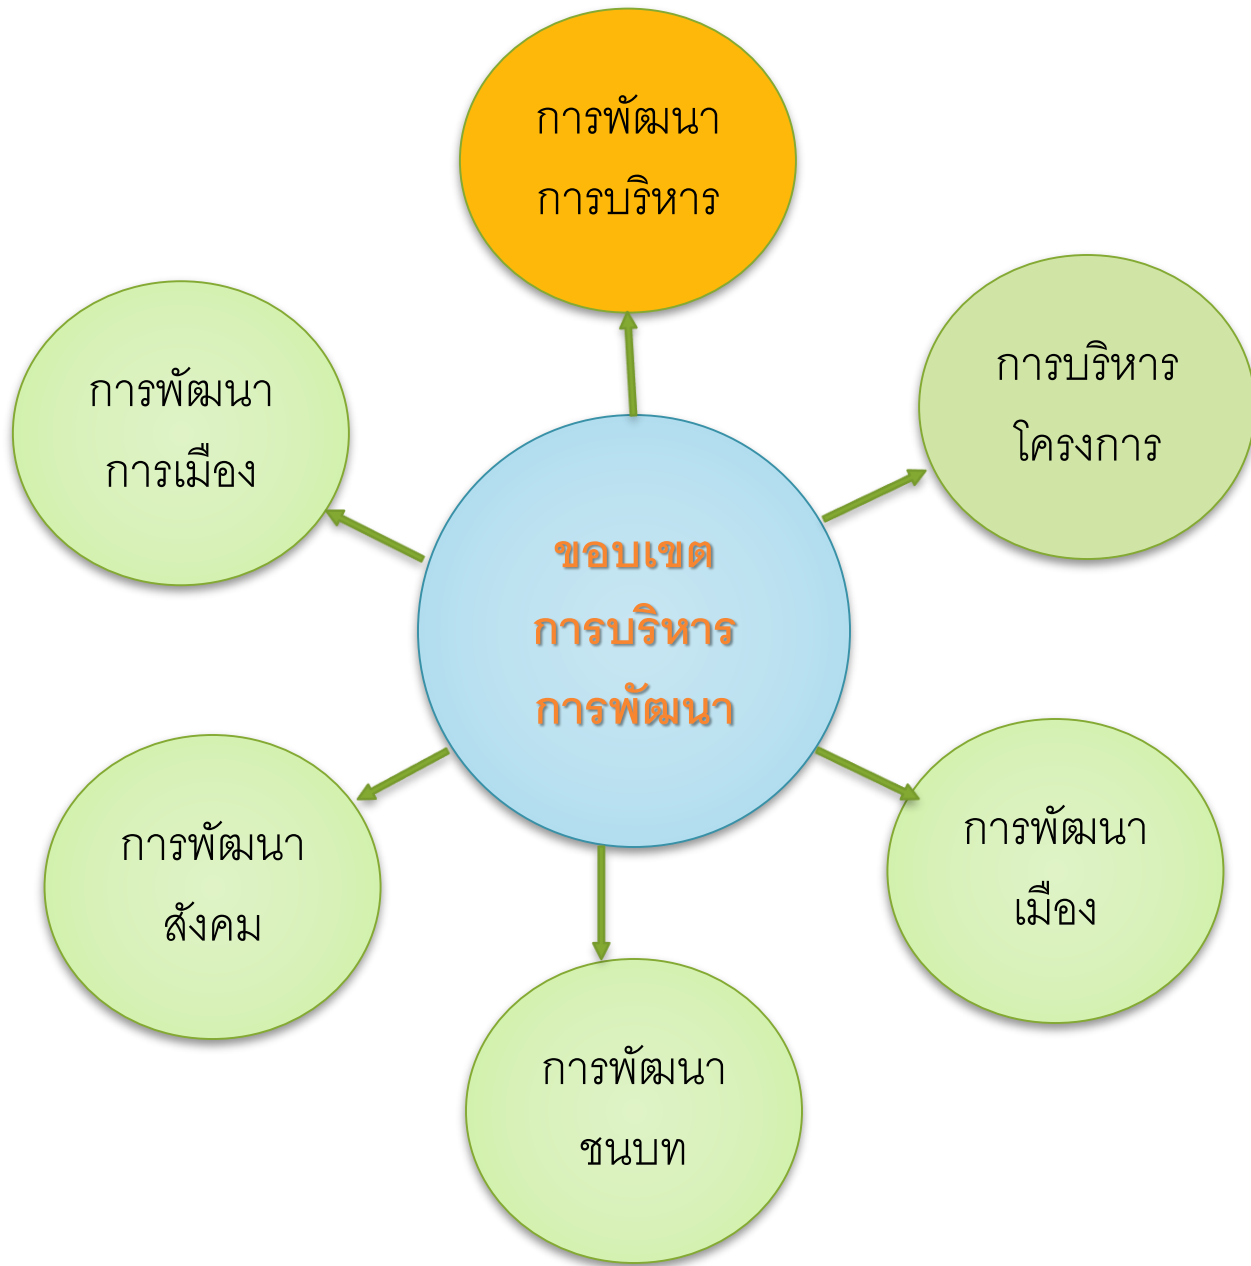 การพัฒนา
การบริหาร
การบริหาร
โครงการ
การพัฒนา
การเมือง
ขอบเขต
การบริหาร
การพัฒนา
การพัฒนา
เมือง
การพัฒนา
สังคม
การพัฒนา
ชนบท